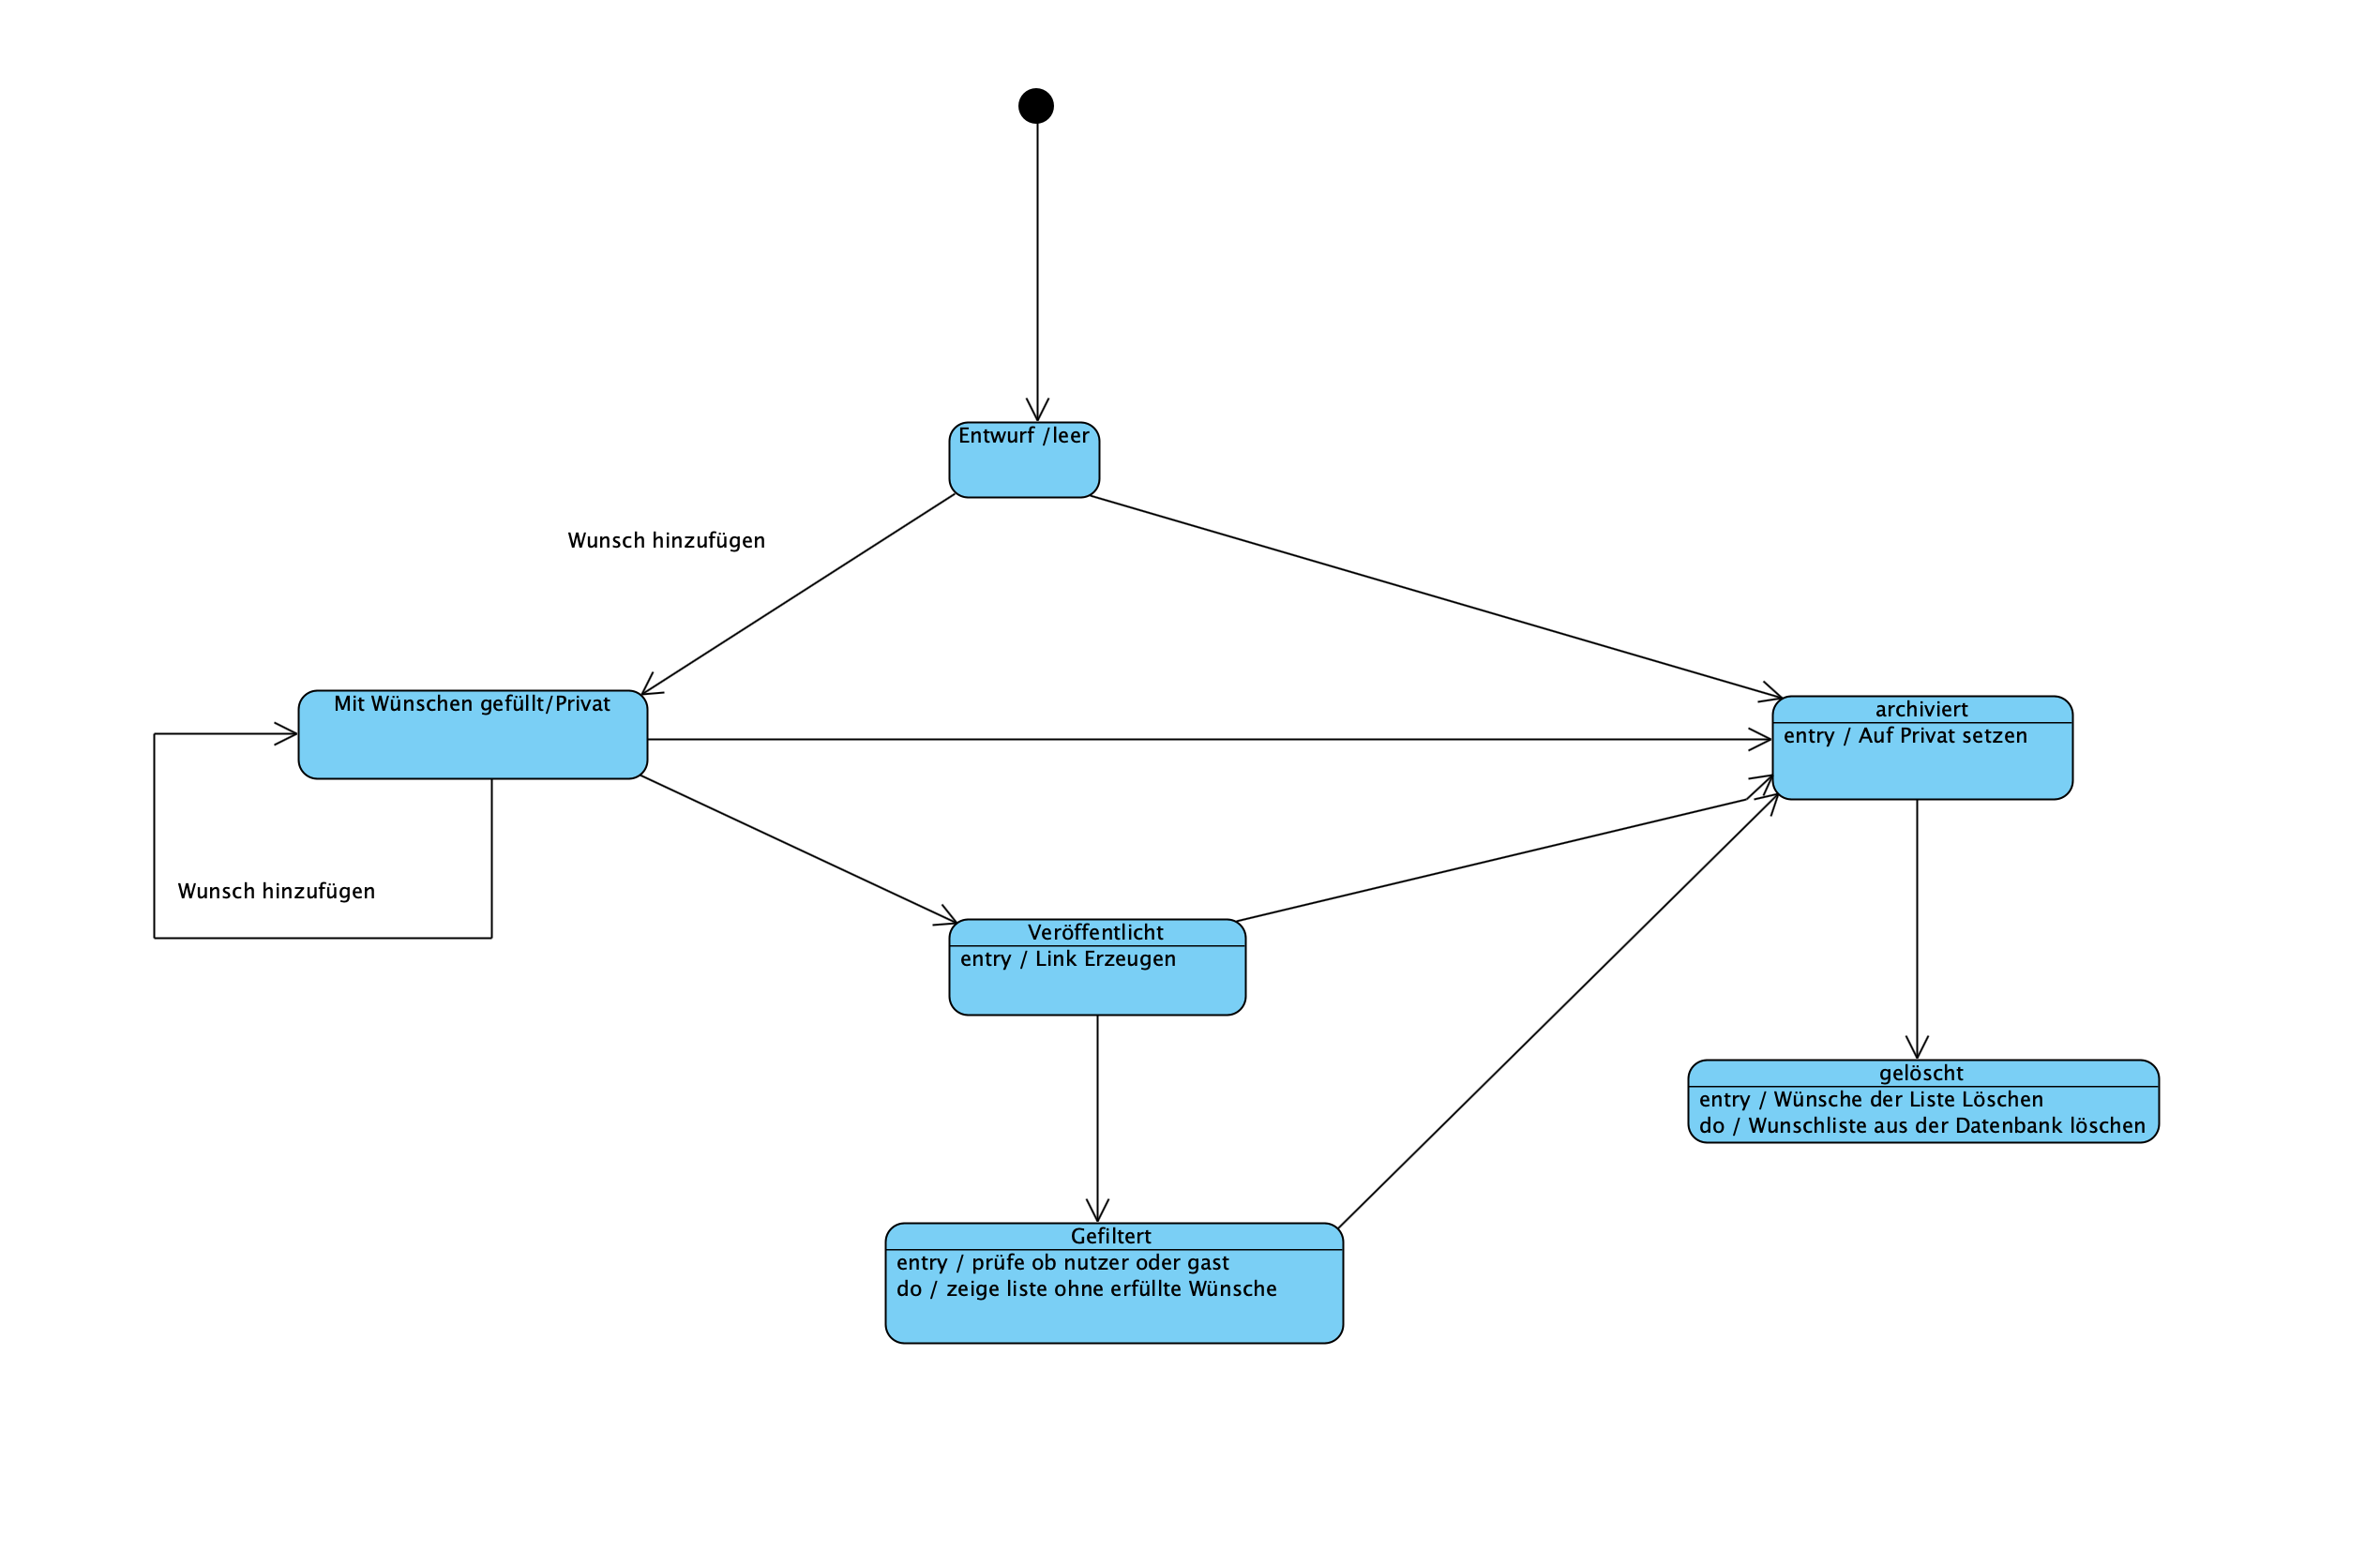 Entwurf /leer
Wunsch hinzufügen
Mit Wünschen gefüllt/Privat
archiviert
entry / Auf Privat setzen
Wunsch hinzufügen
Veröffentlicht
entry / Link Erzeugen
gelöscht
entry / Wünsche der Liste Löschen
do / Wunschliste aus der Datenbank löschen
Gefiltert
entry / prüfe ob nutzer oder gast
do / zeige liste ohne erfüllte Wünsche